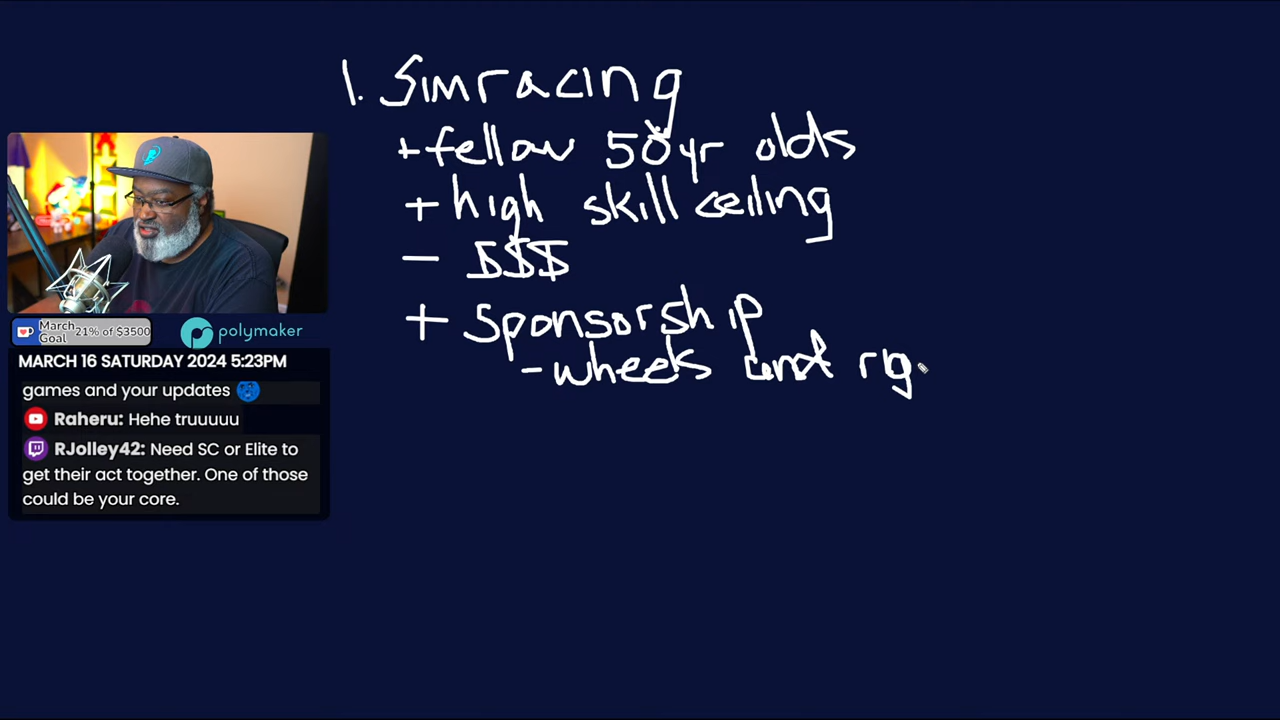 1. Simracing
+ fellow 50yr olds
+ high skill ceiling
- $$$
+ sponsorship
- wheels and rig
March
Goal
21% of $3500
polymaker
MARCH 16 SATURDAY 2024 5:23PM
games and your updates
Raheru: Hehe truuuuu
RJolley42: Need SC or Elite to
get their act together. One of those
could be your core.